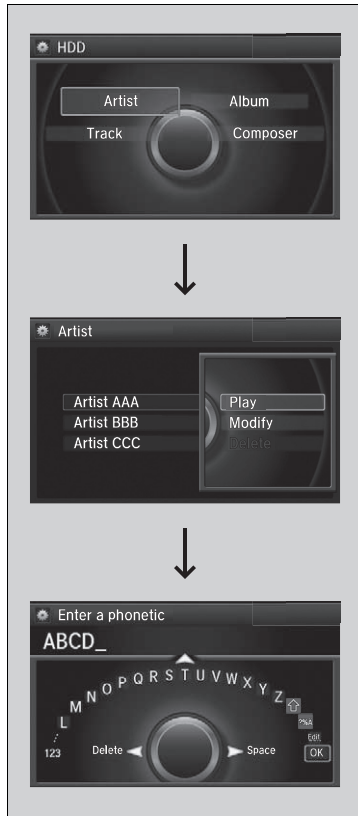 HDD
Artist Album
Track Composer
Artist
Artist AAA Play
Artist BBB Modify
Artist CCC Delete
Enter a phonetic
ABCD_
L M N O P Q R S T U V W X Y Z
?%A
123 Delete Space Edit
OK